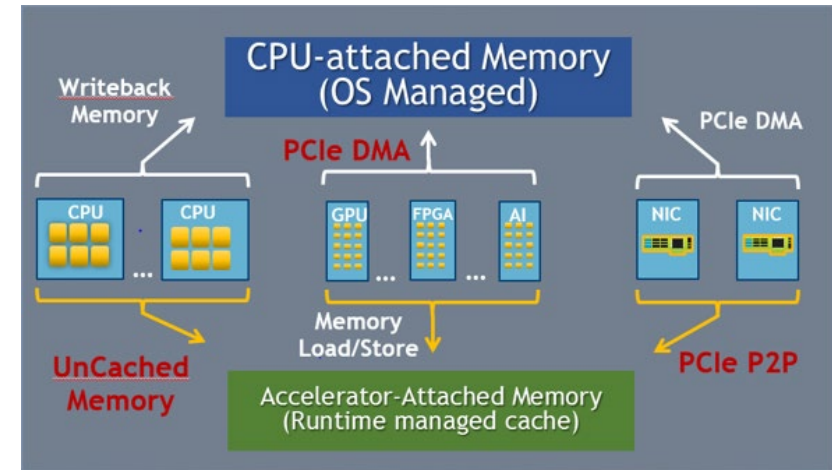 CPU-attached Memory
(OS Managed)
Writeback
Memory
PCIe DMA
PCIe DMA
CPU
CPU
...
GPU
FPGA
AI
...
...
NIC
NIC
...
Memory
Load/Store
UnCached
Memory
PCIe P2P
Accelerator-Attached Memory
(Runtime managed cache)